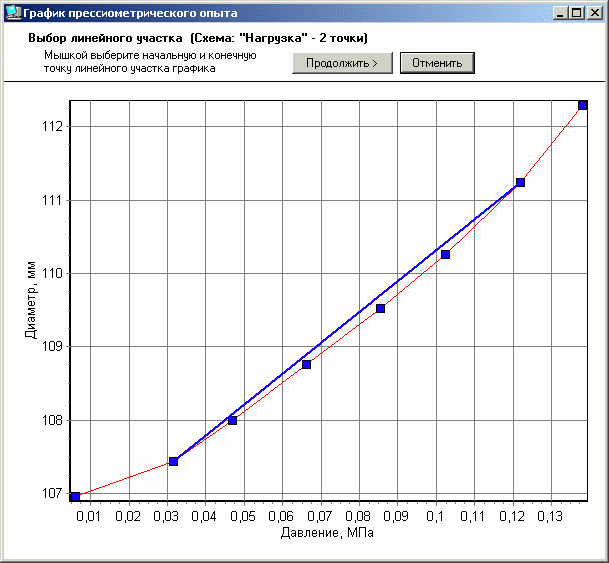 График прессиометрического опыта
Выбор линейного участка (Схема: "Нагрузка" - 2 точки)
Мышкой выберите начальную и конечную
точку линейного участка графика
Продолжить >
Отменить
112
111
110
109
108
107
Диаметр, мм
0,01 0,02 0,03 0,04 0,05 0,06 0,07 0,08 0,09 0,1 0,11 0,12 0,13
Давление, МПа